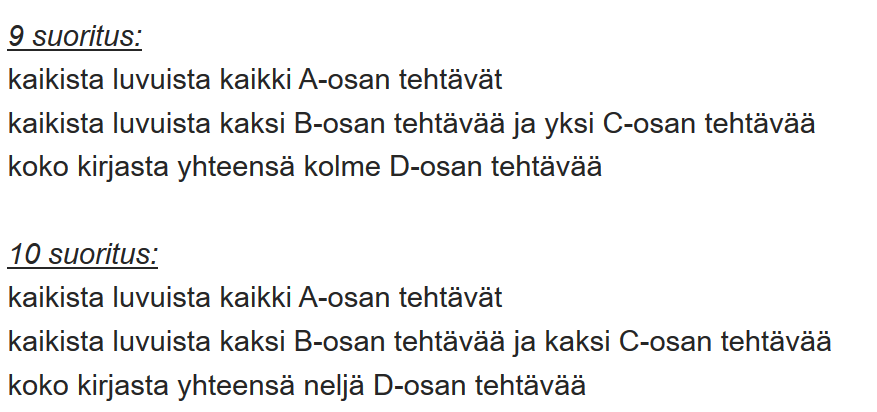 9 suoritus:
kaikista luvuista kaikki A-osan tehtävät
kaikista luvuista kaksi B-osan tehtävää ja yksi C-osan tehtävää
koko kirjasta yhteensä kolme D-osan tehtävää
10 suoritus:
kaikista luvuista kaikki A-osan tehtävät
kaikista luvuista kaksi B-osan tehtävää ja kaksi C-osan tehtävää
koko kirjasta yhteensä neljä D-osan tehtävää